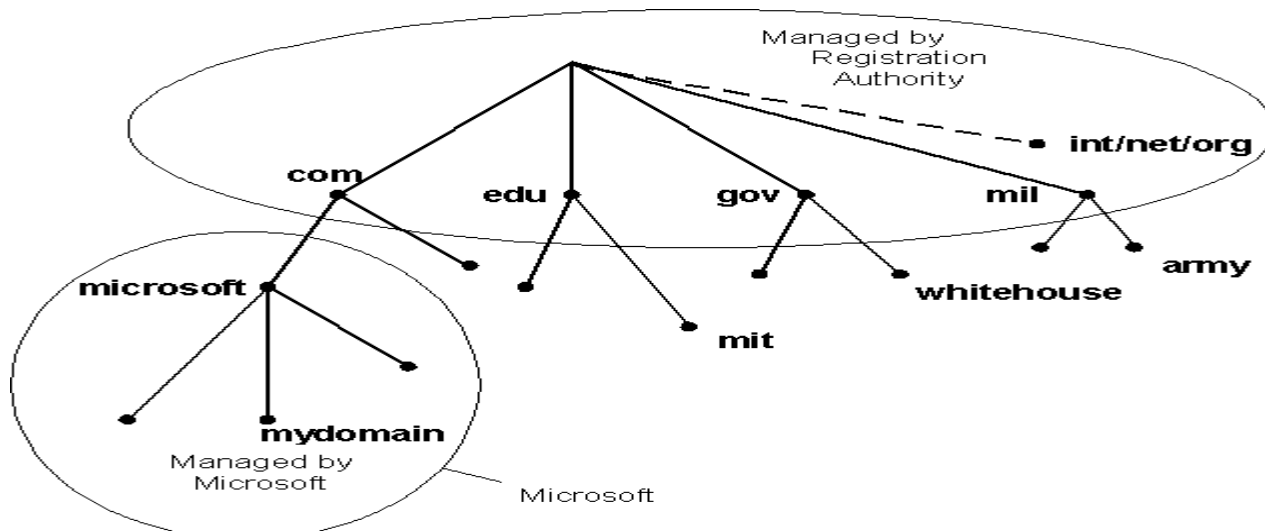 Managed by
Registration
Authority
int/net/org
com
edu
gov
mil
army
microsoft
whitehouse
mit
mydomain
Managed by
Microsoft
Microsoft